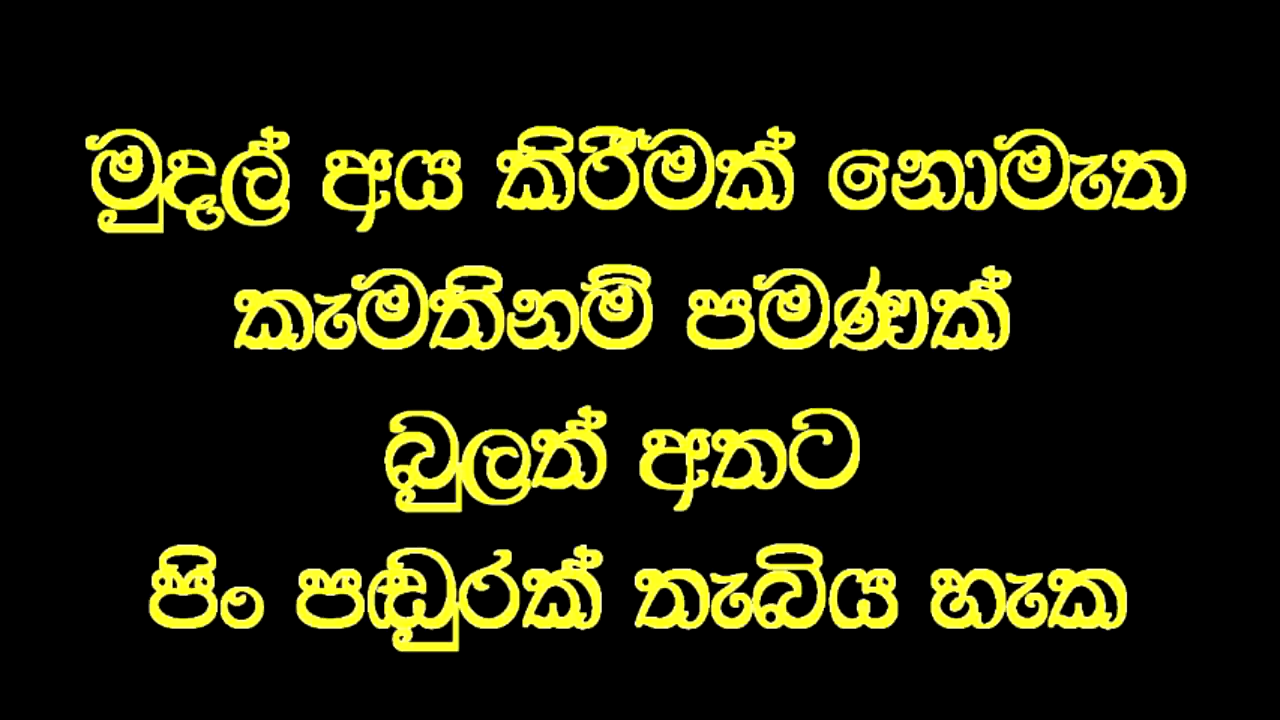 මුදල් අය කිරීමක් නොමැත
කැමතිනම් පමණක්
බුලත් අතට
පිං පඬුරක් තැබිය හැක